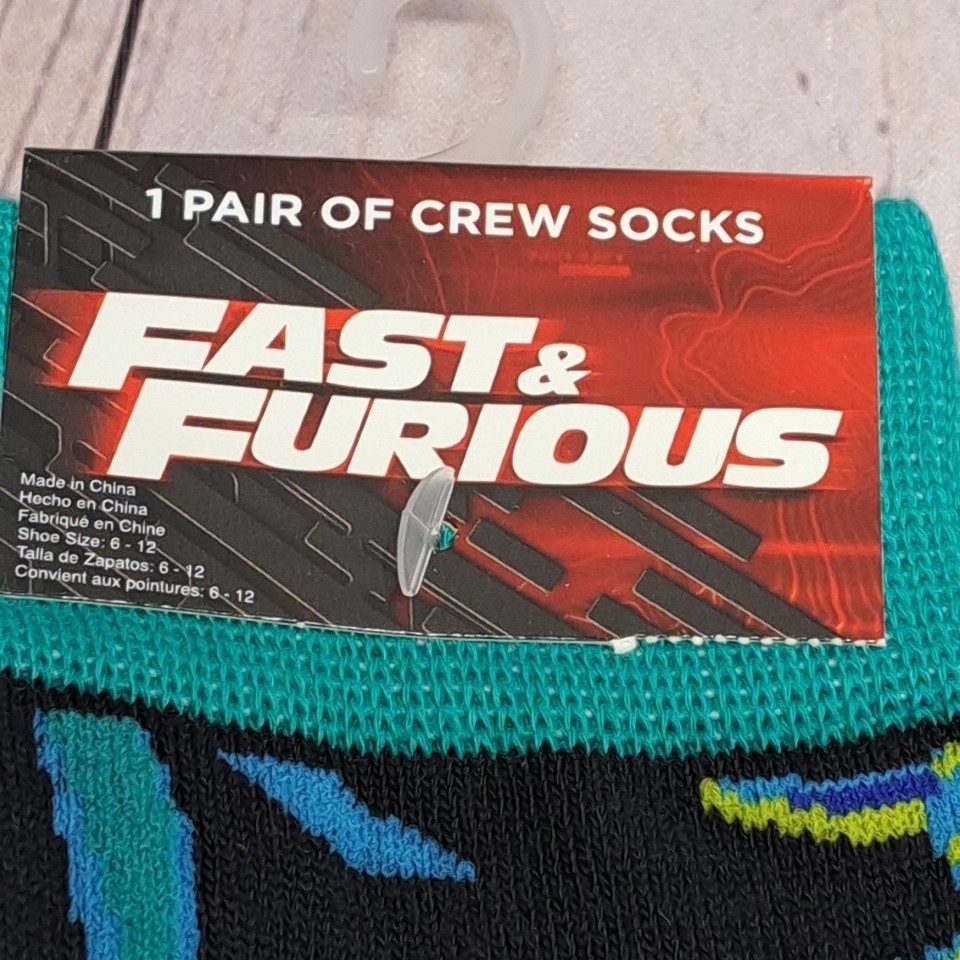 1 PAIR OF CREW SOCKS
FAST &
FURIOUS
Made in China
Hecho en China
Fabriqué en Chine
Shoe Size: 6 - 12
Talla de Zapatos: 6 - 12
Convient aux pointures: 6 - 12